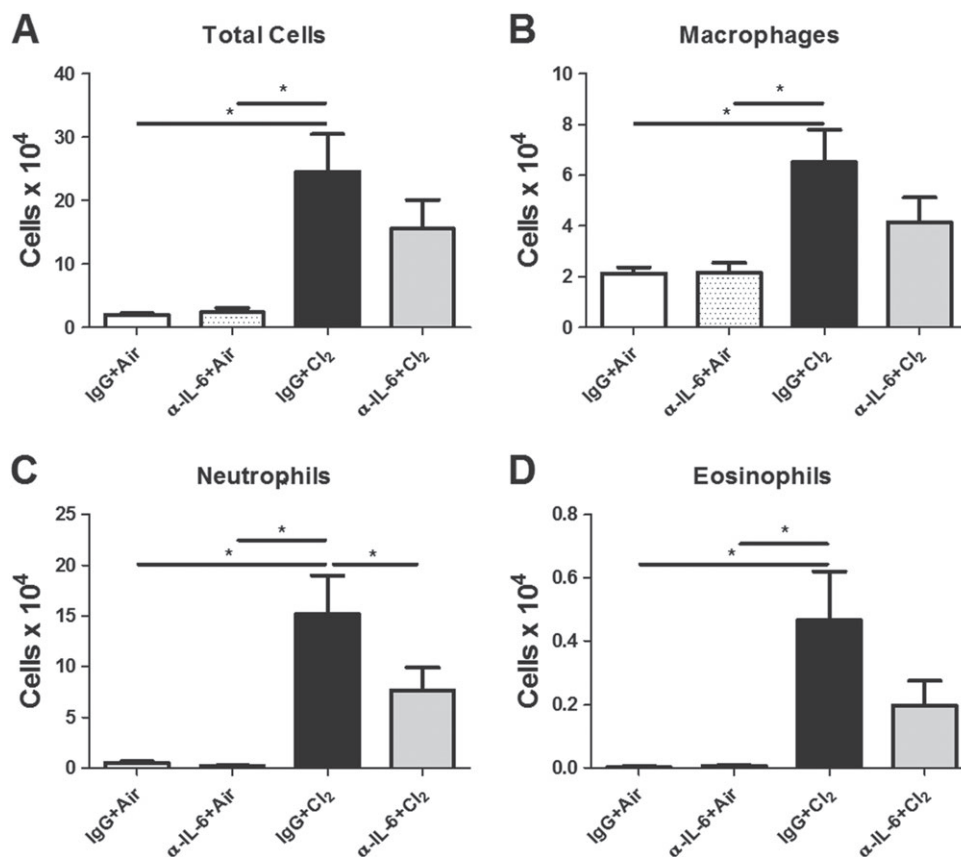 A
Total Cells
Cells x 10⁴
40
30
20
10
0
*
*
IgG+Air
α-IL-6+Air
IgG+Cl₂
α-IL-6+Cl₂
B
Macrophages
Cells x 10⁴
10
8
6
4
2
0
*
*
IgG+Air
α-IL-6+Air
IgG+Cl₂
α-IL-6+Cl₂
C
Neutrophils
Cells x 10⁴
25
20
15
10
5
0
*
*
*
IgG+Air
α-IL-6+Air
IgG+Cl₂
α-IL-6+Cl₂
D
Eosinophils
Cells x 10⁴
0.8
0.6
0.4
0.2
0.0
*
*
IgG+Air
α-IL-6+Air
IgG+Cl₂
α-IL-6+Cl₂